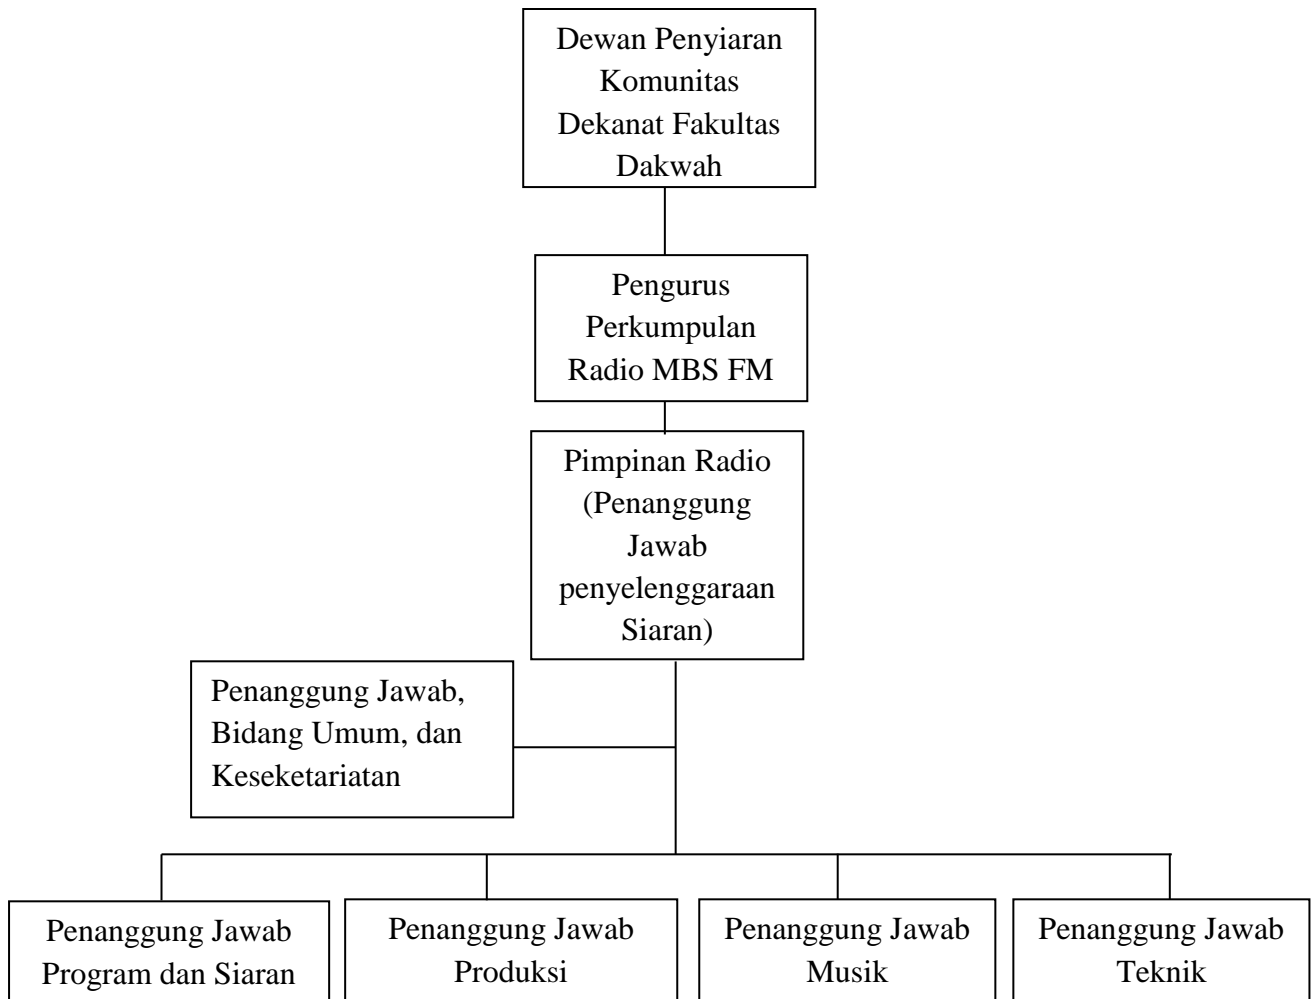 Dewan Penyiaran
Komunitas
Dekanat Fakultas
Dakwah
Pengurus
Perkumpulan
Radio MBS FM
Pimpinan Radio
(Penanggung
Jawab
penyelenggaraan
Siaran)
Penanggung Jawab,
Bidang Umum, dan
Keseketariatan
Penanggung Jawab
Program dan Siaran
Penanggung Jawab
Produksi
Penanggung Jawab
Musik
Penanggung Jawab
Teknik